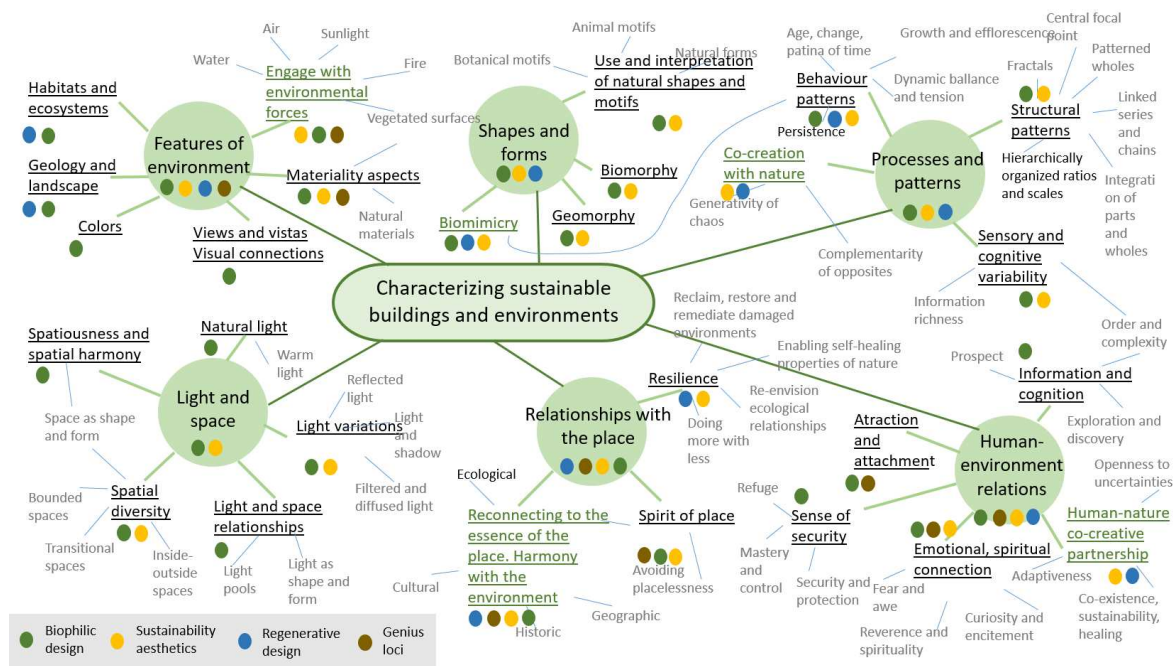 Air
Sunlight
Water
Fire
Engage with
environmental
forces
Vegetated surfaces
Habitats and
ecosystems
Features of
environment
Geology and
landscape
Materiality aspects
Natural
materials
Colors
Views and vistas
Visual connections
Animal motifs
Botanical motifs
Natural forms
Use and interpretation
of natural shapes and
motifs
Shapes and
forms
Biomorphy
Geomorphy
Biomimicry
Age, change,
patina of time
Growth and efflorescence
Behaviour
patterns
Dynamic ballance
and tension
Persistence
Co-creation
with nature
Generativity of
chaos
Complementarity
of opposites
Processes and
patterns
Central focal
point
Patterned
wholes
Fractals
Structural
patterns
Linked
series and
chains
Hierarchically
organized ratios
and scales
Integrati
on of
parts
and
wholes
Sensory and
cognitive
variability
Information
richness
Order and
complexity
Characterizing sustainable
buildings and environments
Spatiousness and
spatial harmony
Natural light
Warm
light
Light and
space
Space as shape
and form
Reflected
light
Light variations
Light
and
shadow
Filtered and
diffused light
Bounded
spaces
Spatial
diversity
Transitional
spaces
Inside-
outside
spaces
Light and space
relationships
Light
pools
Light as
shape and
form
Reclaim, restore and
remediate damaged
environments
Enabling self-healing
properties of nature
Resilience
Re-envision
ecological
relationships
Doing
more with
less
Relationships with
the place
Ecological
Reconnecting to the
essence of the
place. Harmony
with the
environment
Cultural
Historic
Geographic
Spirit of place
Avoiding
placelessness
Prospect
Information and
cognition
Exploration and
discovery
Attraction
and
attachment
Human-
environment
relations
Openness to
uncertainties
Refuge
Sense of
security
Mastery
and
control
Security and
protection
Emotional, spiritual
connection
Fear and
awe
Reverence and
spirituality
Curiosity and
encitement
Human-nature
co-creative
partnership
Adaptiveness
Co-existence,
sustainability,
healing
Biophilic
design
Sustainability
aesthetics
Regenerative
design
Genius
loci